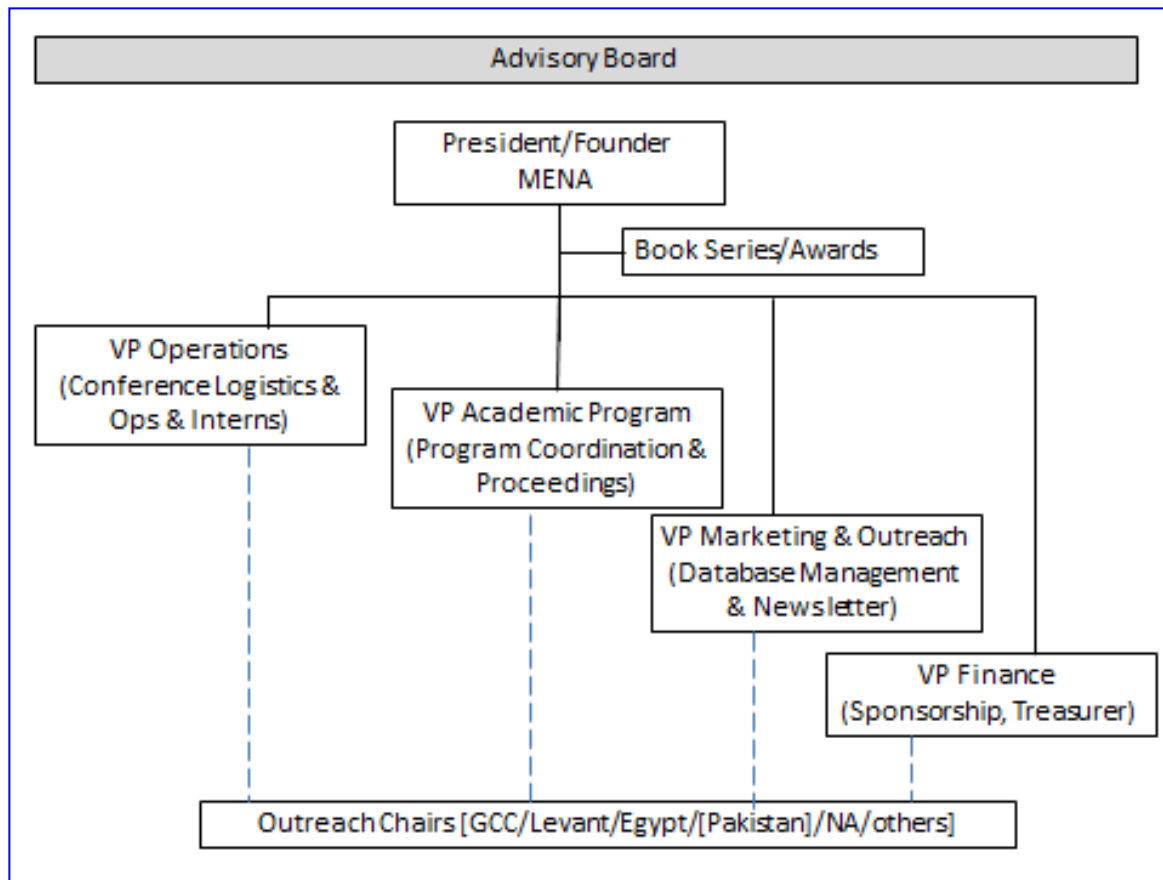 Advisory Board
President/Founder
MENA
Book Series/Awards
VP Operations
(Conference Logistics &
Ops & Interns)
VP Academic Program
(Program Coordination &
Proceedings)
VP Marketing & Outreach
(Database Management
& Newsletter)
VP Finance
(Sponsorship, Treasurer)
Outreach Chairs [GCC/Levant/Egypt/[Pakistan]/NA/others]